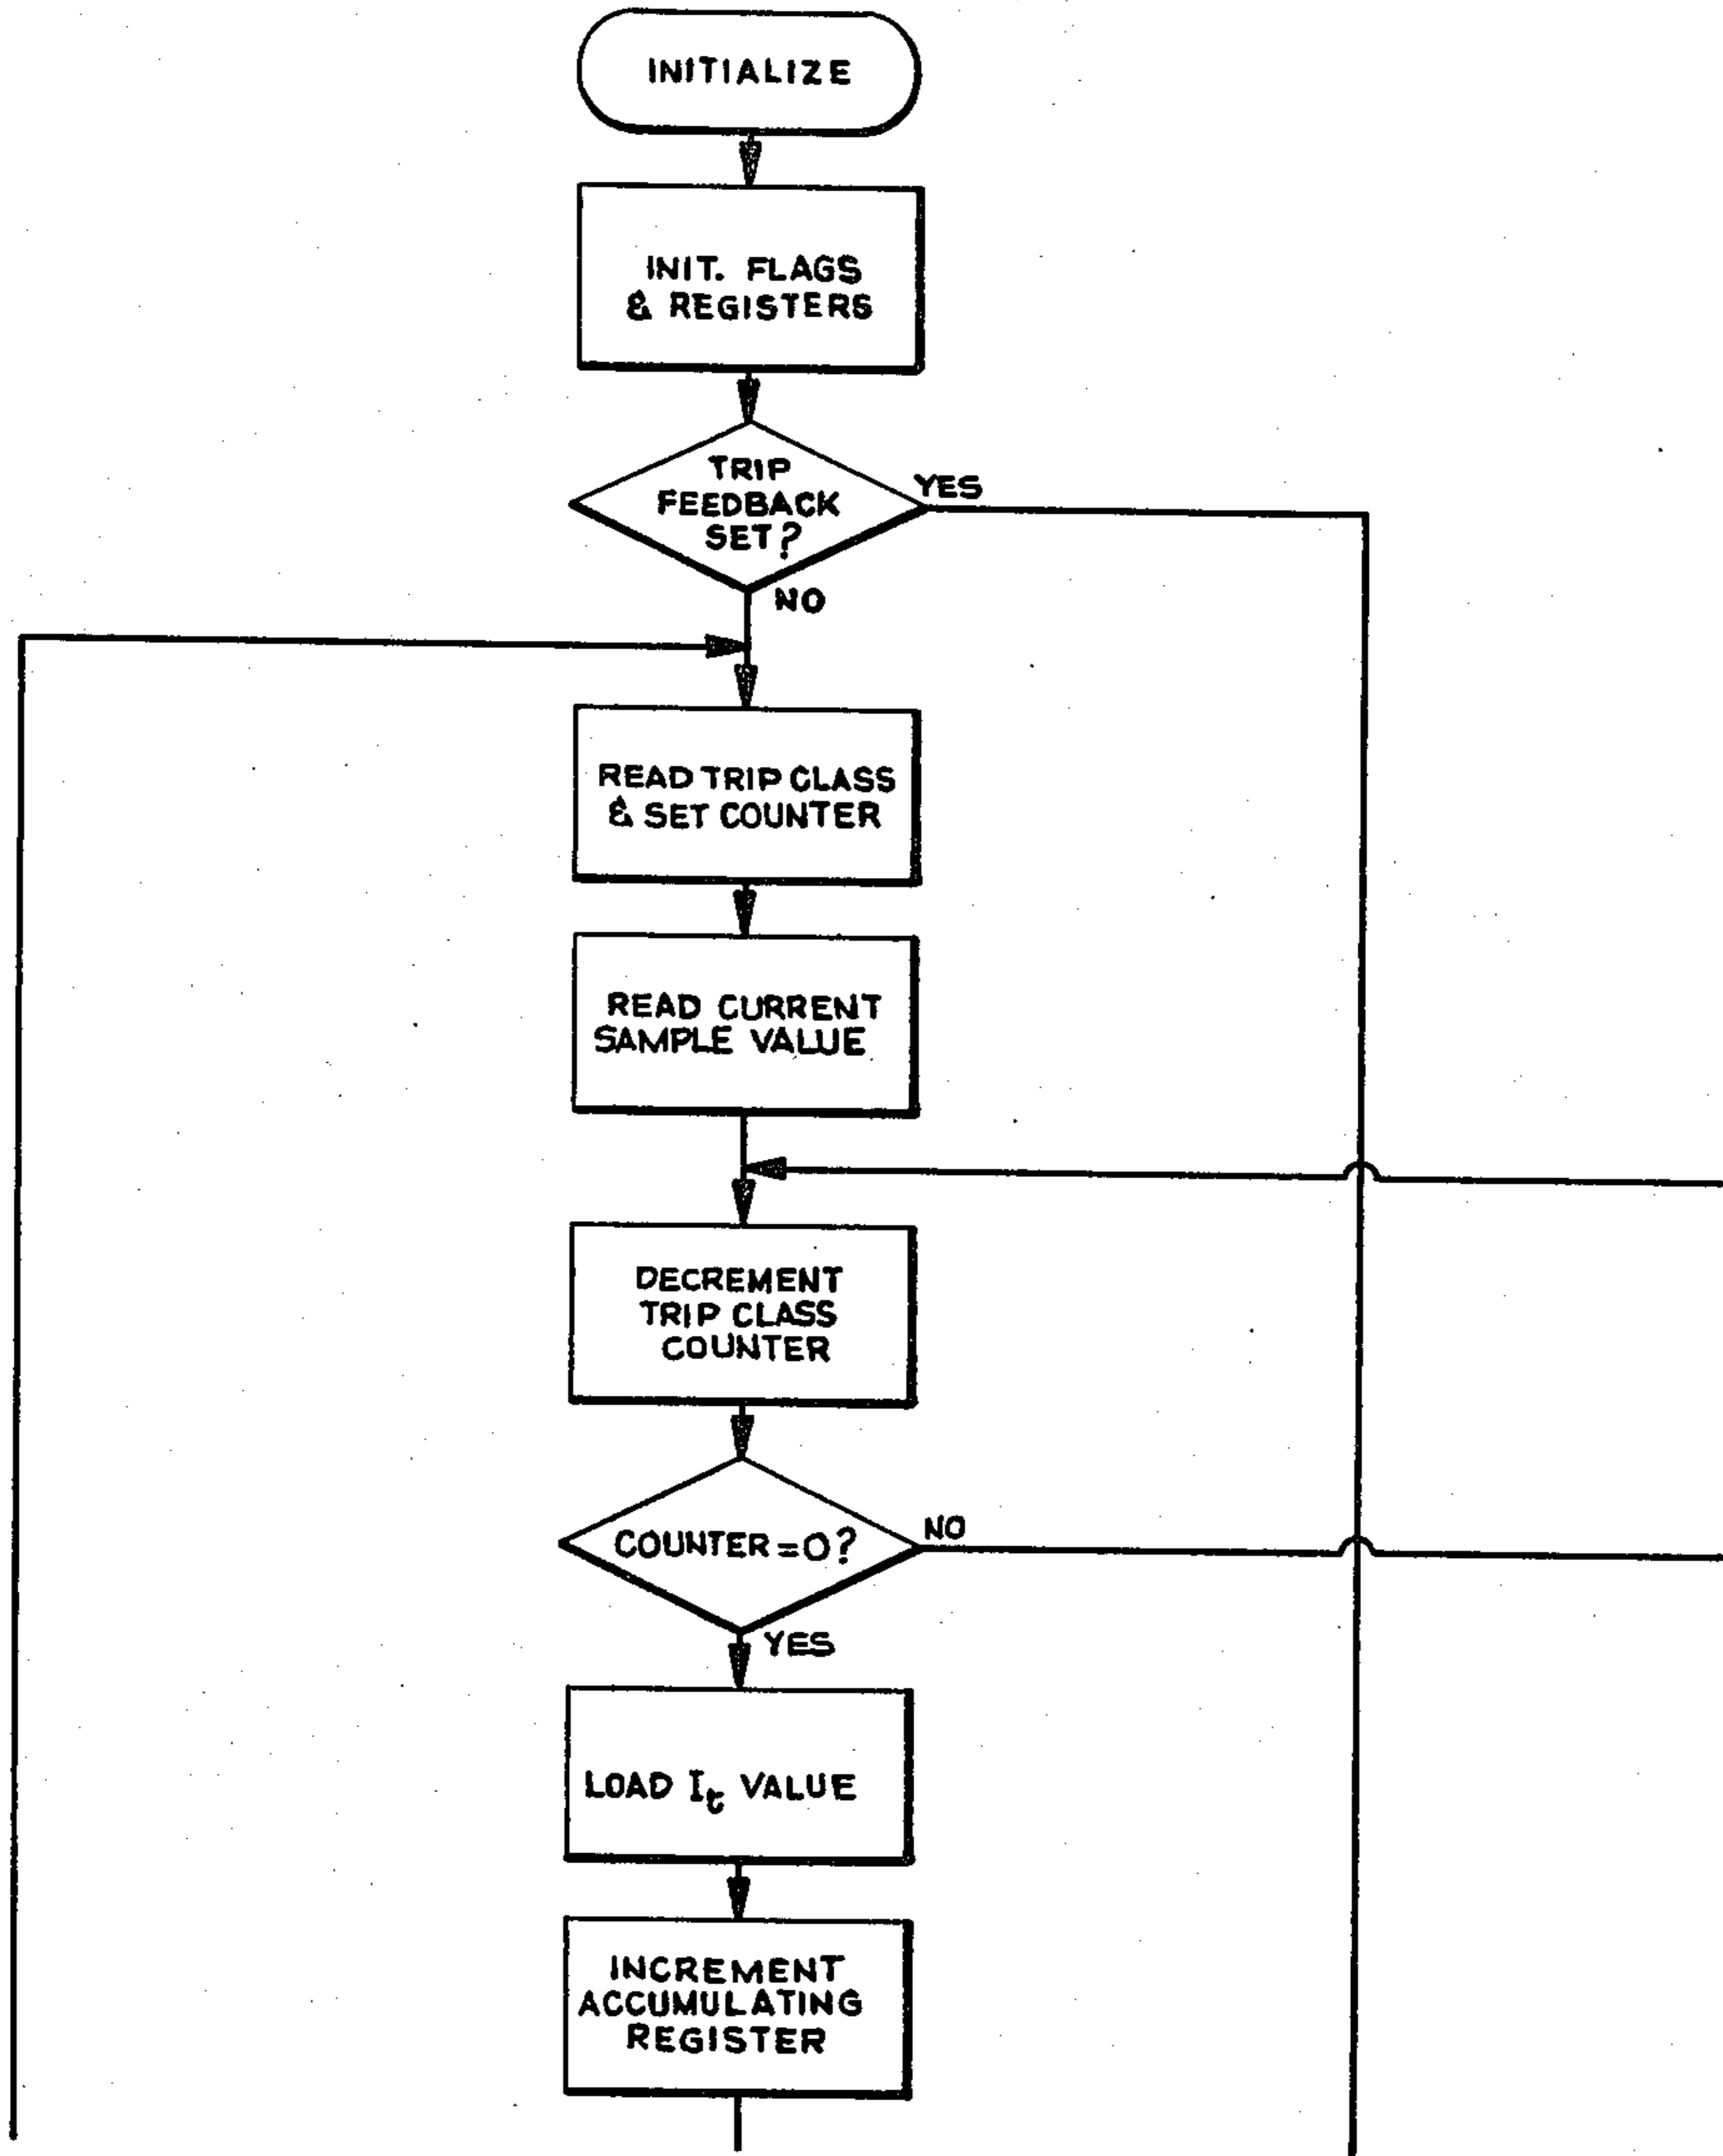 INITIALIZE
INIT. FLAGS
& REGISTERS
TRIP
FEEDBACK
SET?
YES
NO
READ TRIP CLASS
& SET COUNTER
READ CURRENT
SAMPLE VALUE
DECREMENT
TRIP CLASS
COUNTER
COUNTER=0?
NO
YES
LOAD It VALUE
INCREMENT
ACCUMULATING
REGISTER